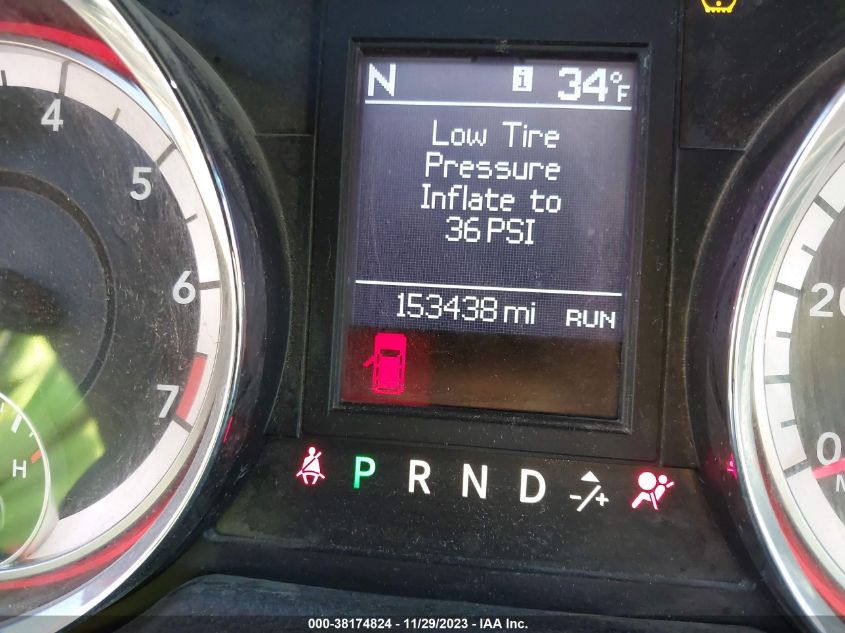 N i 34°F
Low Tire
Pressure
Inflate to
36 PSI
153438 mi RUN
4
5
6
7
H
20
0
P R N D -/+
000-38174824 - 11/29/2023 - IAA Inc.